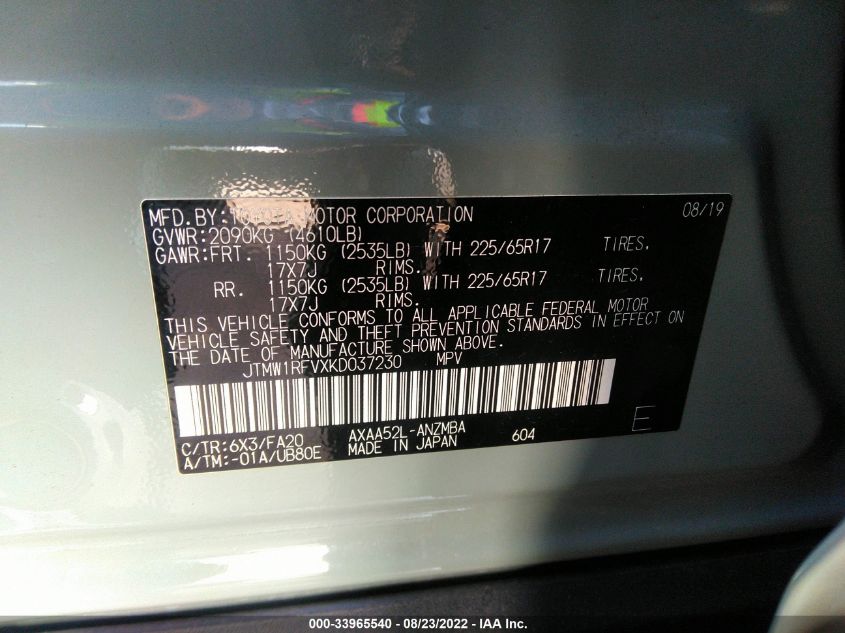 MFD.BY:TOYOTA MOTOR CORPORATION 08/19
GVWR:2090KG (4610LB)
GAWR:FRT. 1150KG (2535LB) WITH 225/65R17 TIRES.
17X7J RIMS.
RR. 1150KG (2535LB) WITH 225/65R17 TIRES.
17X7J RIMS.
THIS VEHICLE CONFORMS TO ALL APPLICABLE FEDERAL MOTOR
VEHICLE SAFETY AND THEFT PREVENTION STANDARDS IN EFFECT ON
THE DATE OF MANUFACTURE SHOWN ABOVE.
JTMW1RFVXKD037230 MPV
C/TR:6X3/FA20 AXAA52L-ANZMBA 604 E
A/TM:-01A/UB80E MADE IN JAPAN
000-33965540 - 08/23/2022 - IAA Inc.